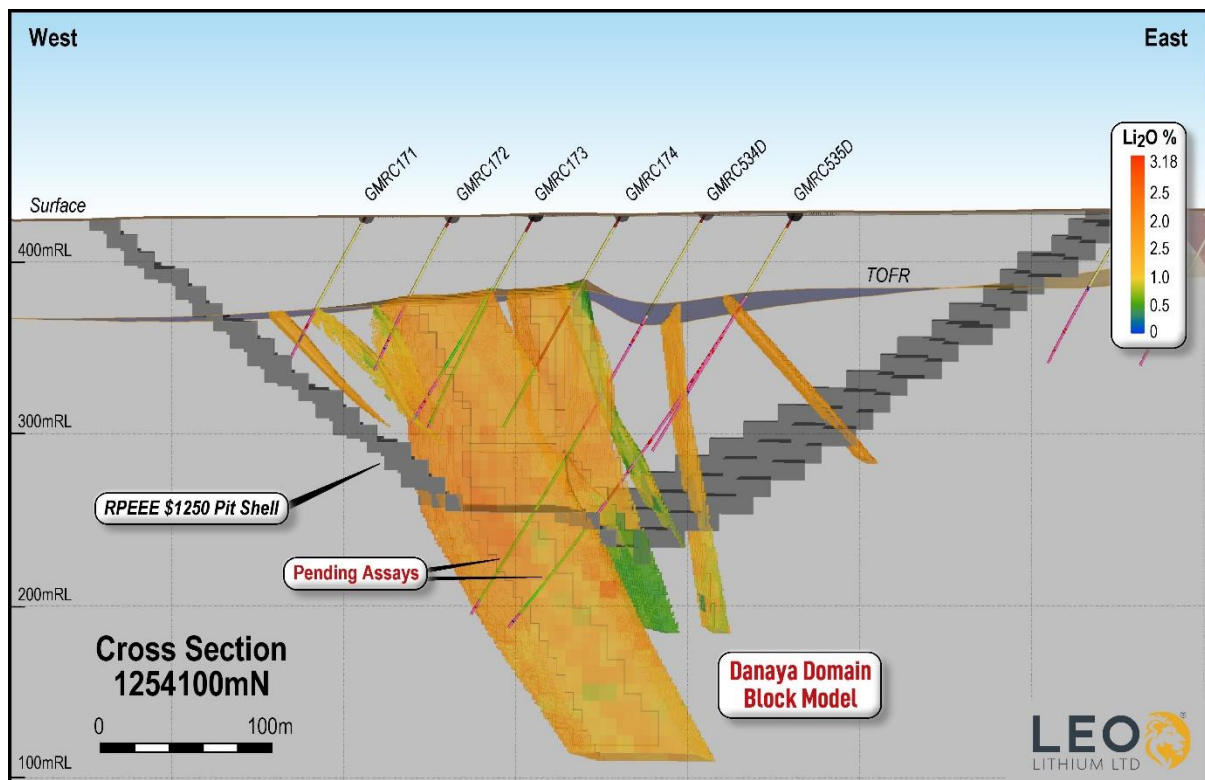 West
East
Li2O %
3.18
2.5
2.0
2.5
1.0
0.5
0
GMRC171
GMRC172
GMRC173
GMRC174
GMRC534D
GMRC535D
Surface
400mRL
TOFR
300mRL
RPEEE $1250 Pit Shell
Pending Assays
200mRL
Cross Section
1254100mN
0 100m
Danaya Domain
Block Model
100mRL
LEO
LITHIUM LTD
®